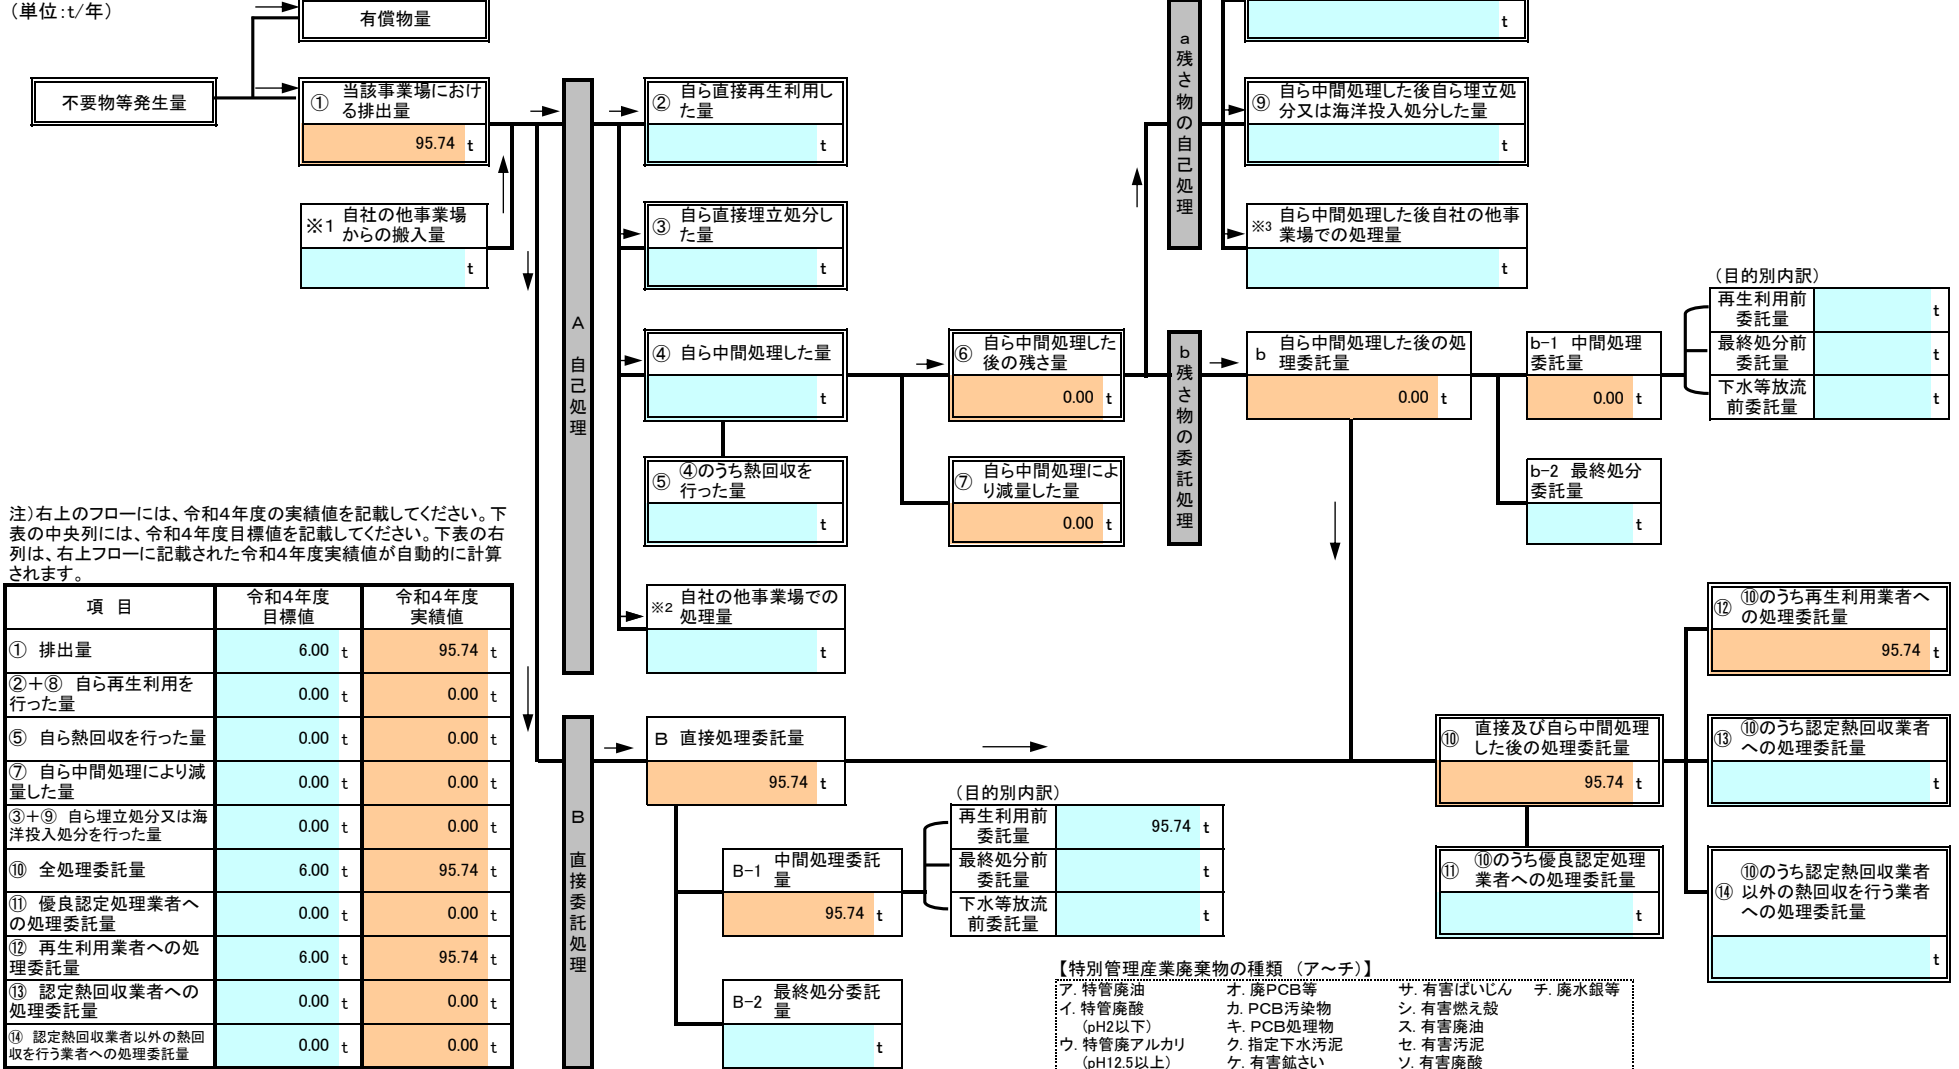 （単位：t/年）
有償物量
不要物等発生量
① 当該事業場におけ
る排出量
95.74 t
※1 自社の他事業場
からの搬入量
t
A 自己処理
② 自ら直接再生利用し
た量
t
③ 自ら直接埋立処分し
た量
t
④ 自ら中間処理した量
t
⑤ ④のうち熱回収を
行った量
t
※2 自社の他事業場での
処理量
t
⑥ 自ら中間処理した
後の残さ量
0.00 t
⑦ 自ら中間処理によ
り減量した量
0.00 t
a 残さ物の自己処理
t
⑨ 自ら中間処理した後自ら埋立処
分又は海洋投入処分した量
t
※3 自ら中間処理した後自社の他事
業場での処理量
t
b 残さ物の委託処理
b 自ら中間処理した後の処
理委託量
0.00 t
b-1 中間処理
委託量
0.00 t
b-2 最終処分
委託量
t
（目的別内訳）
再生利用前
委託量
t
最終処分前
委託量
t
下水等放流
前委託量
t
注）右上のフローには、令和4年度の実績値を記載してください。下
表の中央列には、令和4年度目標値を記載してください。下表の右
列は、右上フローに記載された令和4年度実績値が自動的に計算
されます。
項 目 令和4年度
目標値 令和4年度
実績値
① 排出量 6.00 t 95.74 t
②＋⑧ 自ら再生利用を
行った量 0.00 t 0.00 t
⑤ 自ら熱回収を行った量 0.00 t 0.00 t
⑦ 自ら中間処理により減
量した量 0.00 t 0.00 t
③＋⑨ 自ら埋立処分又は海
洋投入処分を行った量 0.00 t 0.00 t
⑩ 全処理委託量 6.00 t 95.74 t
⑪ 優良認定処理業者へ
の処理委託量 0.00 t 0.00 t
⑫ 再生利用業者への処
理委託量 6.00 t 95.74 t
⑬ 認定熱回収業者への
処理委託量 0.00 t 0.00 t
⑭ 認定熱回収業者以外の熱回
収を行う業者への処理委託量 0.00 t 0.00 t
B 直接委託処理
B 直接処理委託量
95.74 t
B-1 中間処理委託
量
95.74 t
B-2 最終処分委託
量
t
（目的別内訳）
再生利用前
委託量
95.74 t
最終処分前
委託量
t
下水等放流
前委託量
t
⑩ 直接及び自ら中間処理
した後の処理委託量
95.74 t
⑪ ⑩のうち優良認定処理
業者への処理委託量
t
⑫ ⑩のうち再生利用業者へ
の処理委託量
95.74 t
⑬ ⑩のうち認定熱回収業者
への処理委託量
t
⑭ ⑩のうち認定熱回収業者
以外の熱回収を行う業者
への処理委託量
t
【特別管理産業廃棄物の種類 （ア～チ）】
ア．特管廃油 オ．廃PCB等 サ．有害ばいじん チ．廃水銀等
イ．特管廃酸 カ．PCB汚染物 シ．有害燃え殻
（pH2以下） キ．PCB処理物 ス．有害廃油
ウ．特管廃アルカリ ク．指定下水汚泥 セ．有害汚泥
（pH12.5以上） ケ．有害鉱さい ソ．有害廃酸